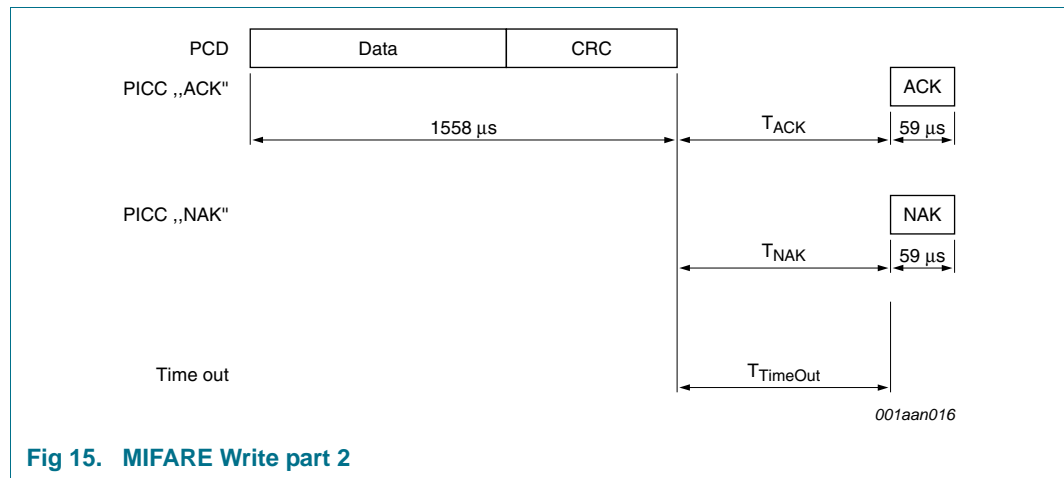 PCD Data CRC
PICC ,,ACK" ACK
1558 μs TACK 59 μs
PICC ,,NAK" NAK
TNAK 59 μs
Time out TTimeOut
001aan016
Fig 15. MIFARE Write part 2